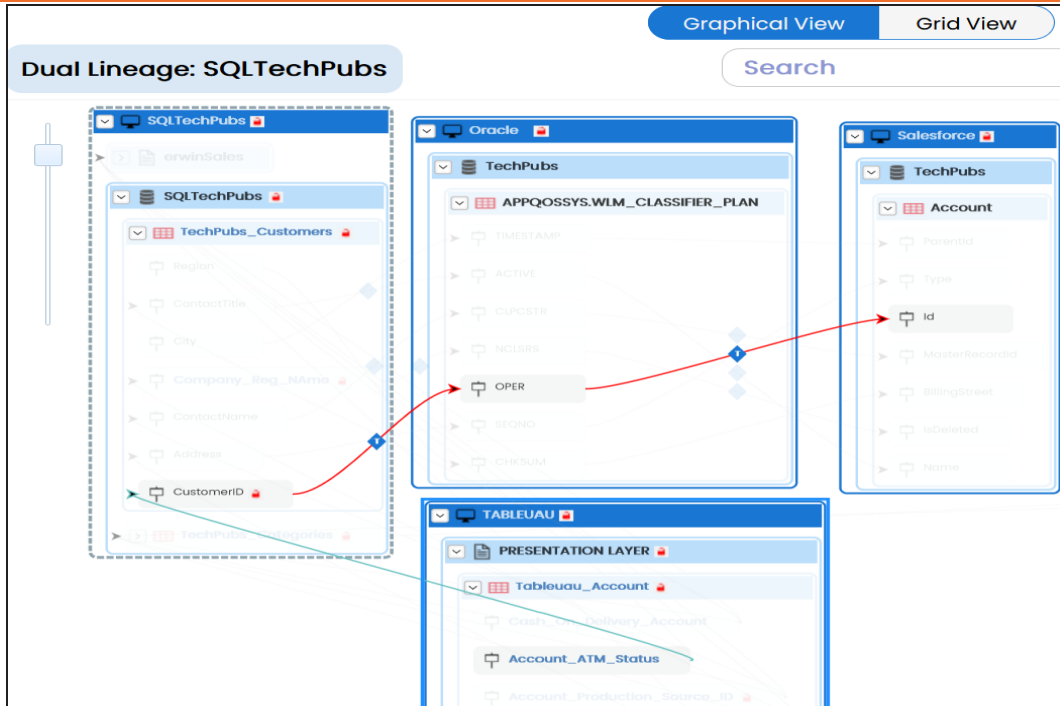 Graphical View
Grid View
Dual Lineage: SQLTechPubs
Search
SQLTechPubs
erwinSales
SQLTechPubs
TechPubs_Customers
Region
ContactTitle
City
Company_Reg_NAme
ContactName
Address
CustomerID
TechPubs_Categories
Oracle
TechPubs
APPQOSSYS.WLM_CLASSIFIER_PLAN
TIMESTAMP
ACTIVE
CLPCSTR
NCLSRS
OPER
SEQNO
CHKSUM
Salesforce
TechPubs
Account
ParentId
Type
Id
MasterRecordId
BillingStreet
IsDeleted
Name
TABLEUAU
PRESENTATION LAYER
Tableuau_Account
Cash_On_Delivery_Account
Account_ATM_Status
Account_Production_Source_ID